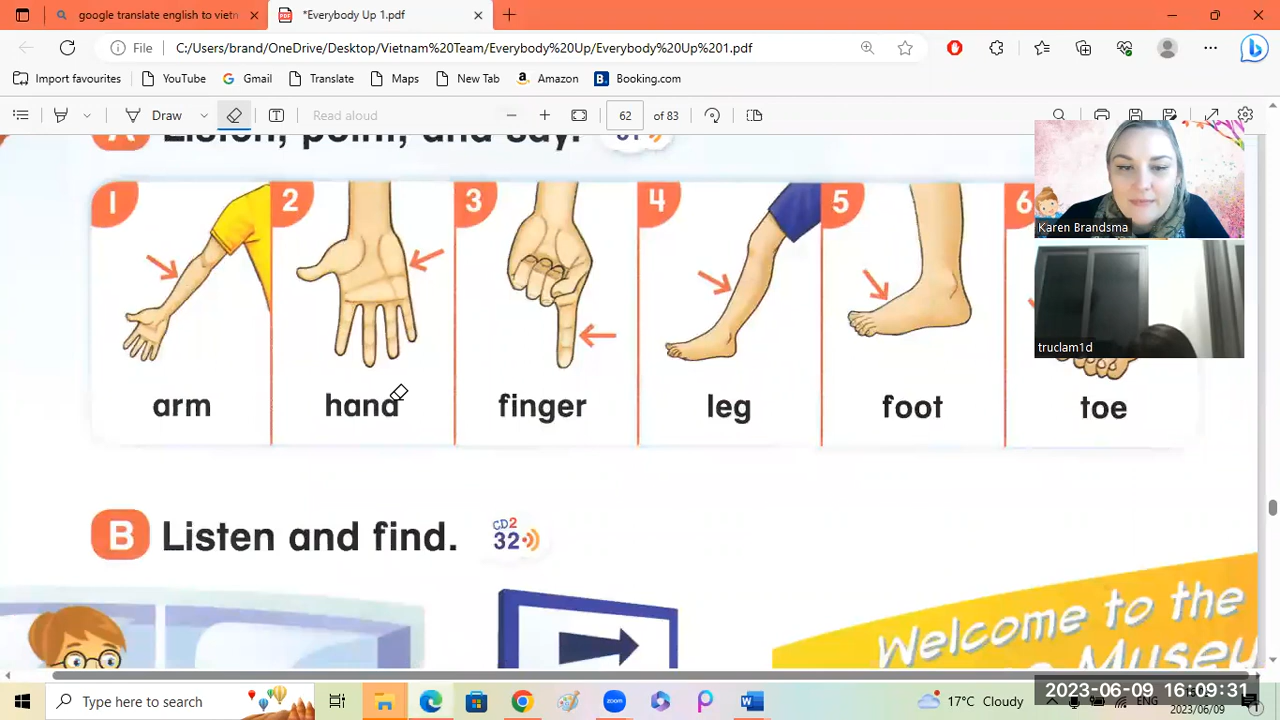 google translate english to vietn
*Everybody Up 1.pdf
File
C:/Users/brand/OneDrive/Desktop/Vietnam%20Team/Everybody%20Up/Everybody%20Up%201.pdf
Import favourites
YouTube
Gmail
Translate
Maps
New Tab
Amazon
B.
Booking.com
Draw
Read aloud
62
of 83
A Listen, point, and say.
1
2
3
4
5
6
Karen Brandsma
truclam1d
arm
hand
finger
leg
foot
toe
B Listen and find.
CD2
32
Welcome to the
Type here to search
17°C Cloudy
ENG
2023-06-09 16:09:31
2023/06/09